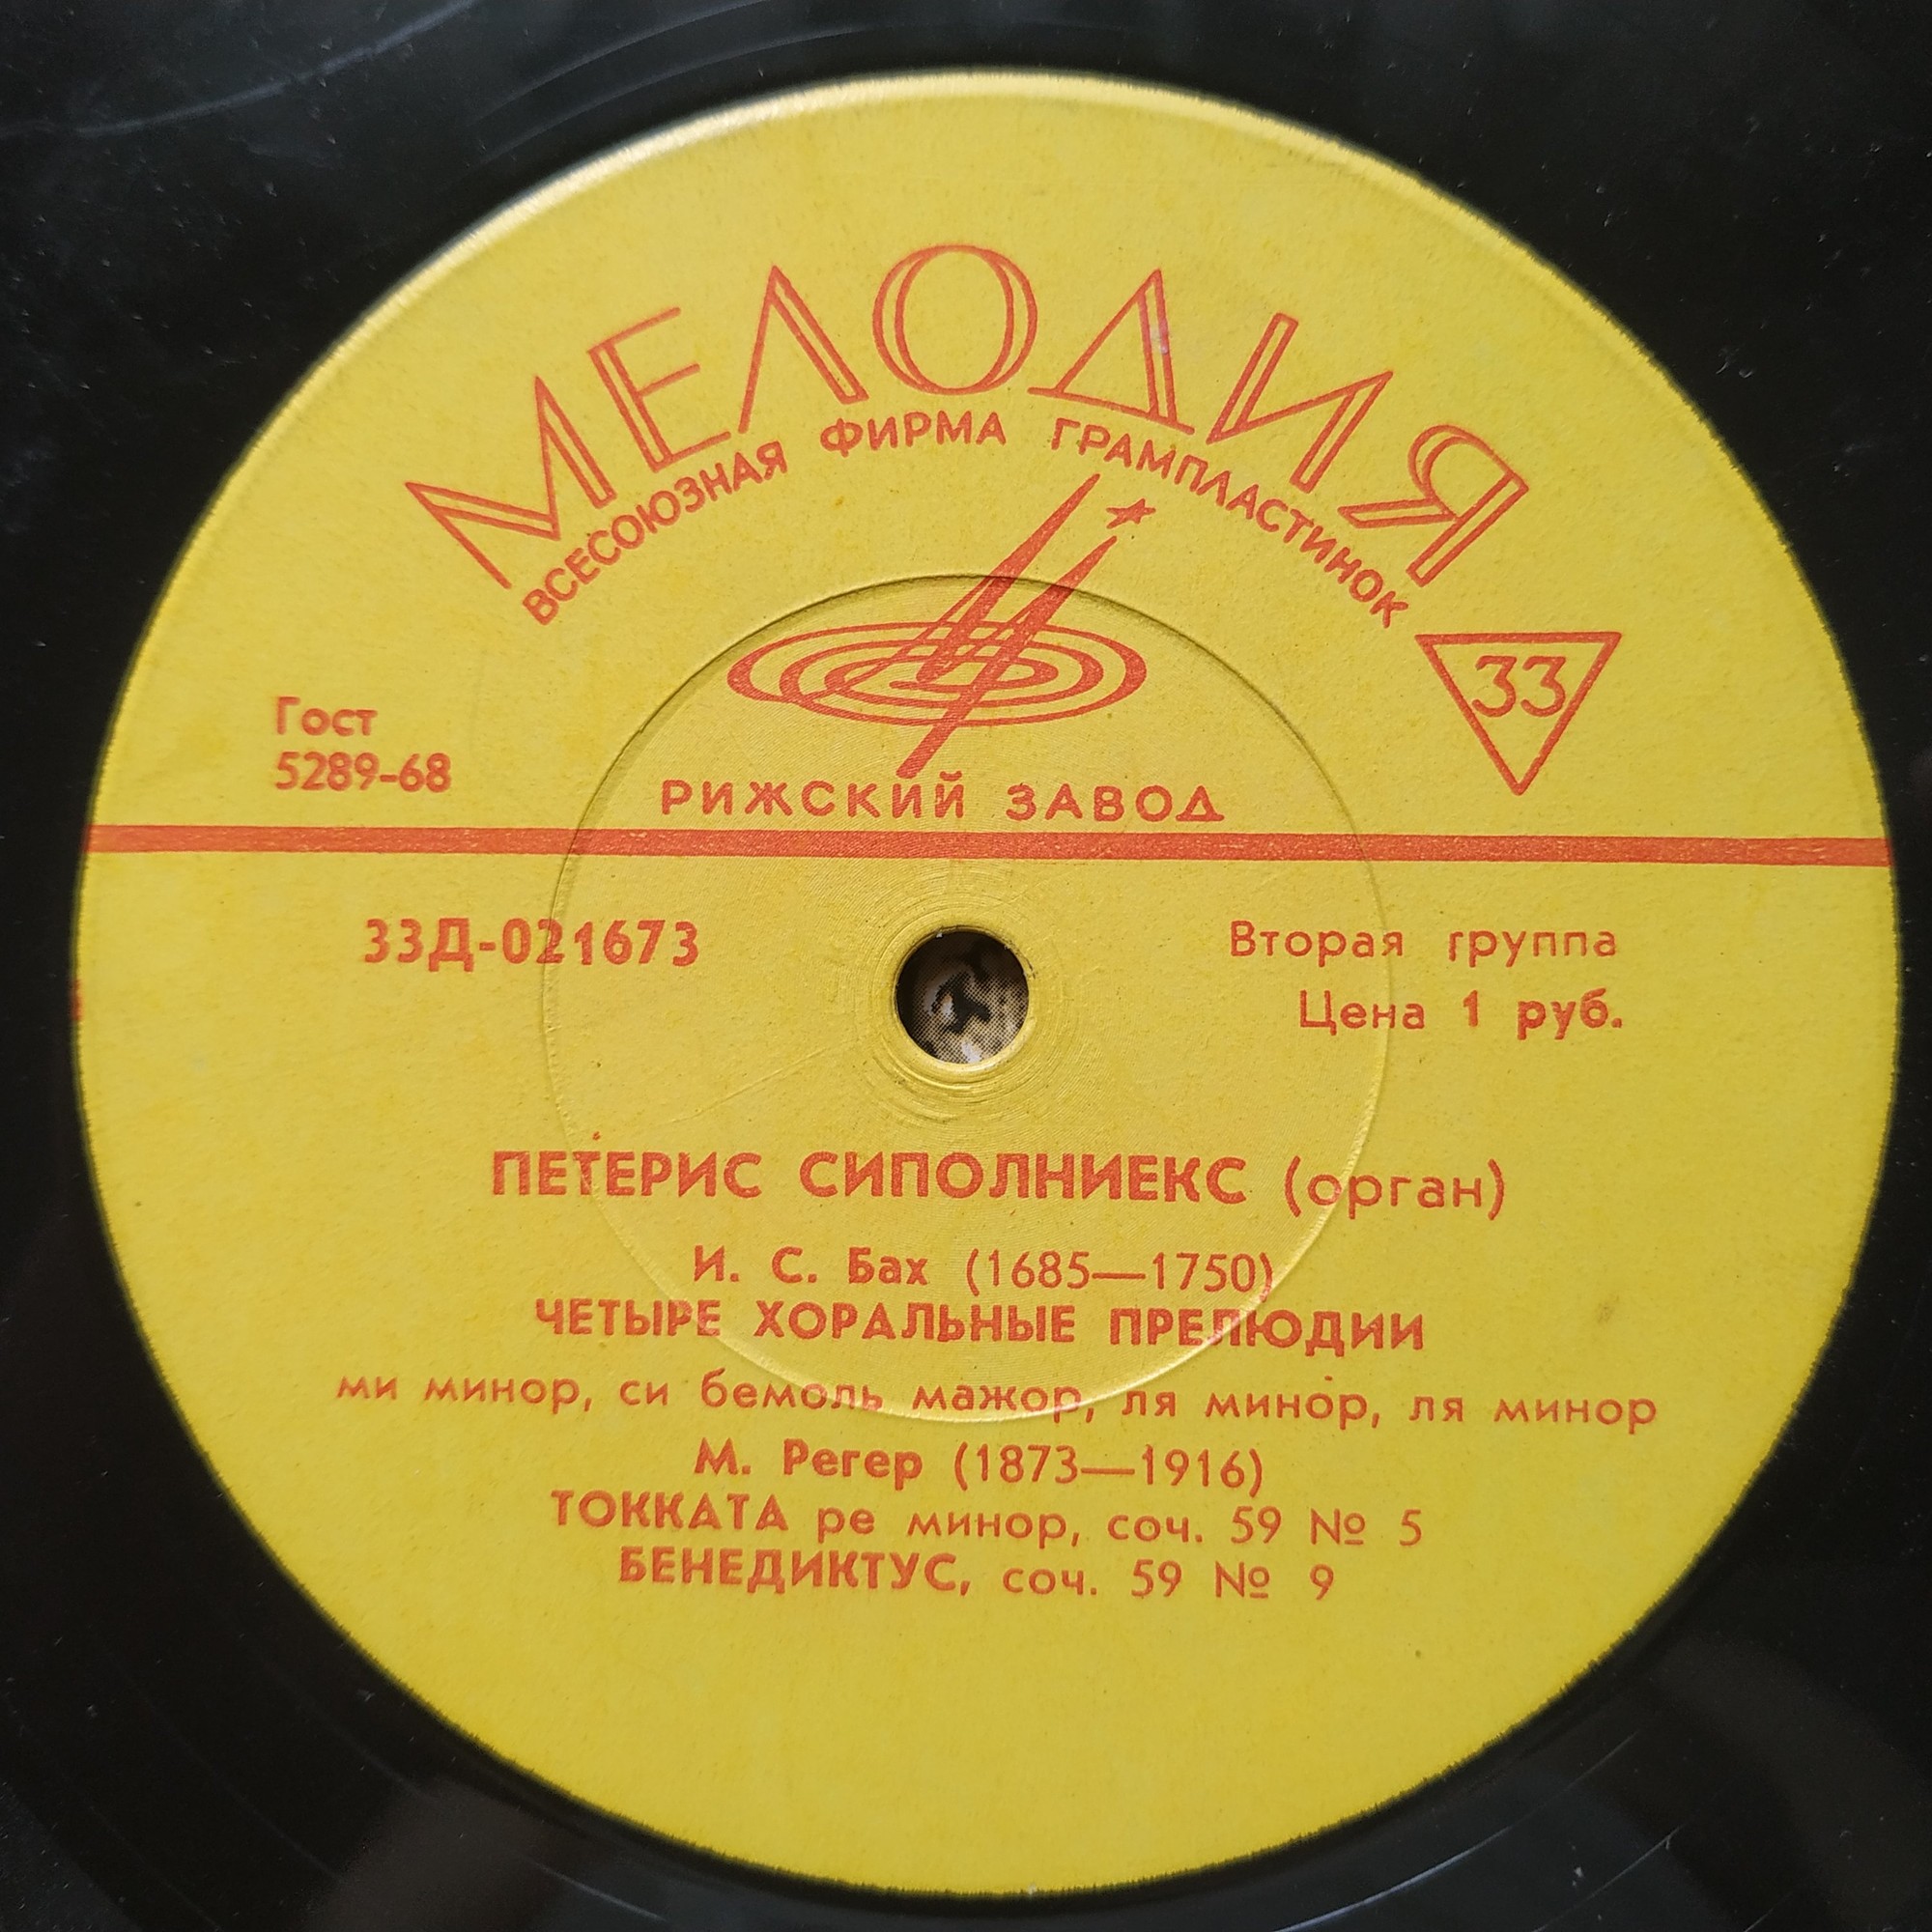 МЕЛОДИЯ
ВСЕСОЮЗНАЯ ФИРМА ГРАМПЛАСТИНОК
33
Гост
5289-68
РИЖСКИЙ ЗАВОД
33Д-021673
Вторая группа
Цена 1 руб.
ПЕТЕРИС СИПОЛНИЕКС (орган)
И. С. Бах (1685—1750)
ЧЕТЫРЕ ХОРАЛЬНЫЕ ПРЕЛЮДИИ
ми минор, си бемоль мажор, ля минор, ля минор
М. Регер (1873—1916)
ТОККАТА ре минор, соч. 59 № 5
БЕНЕДИКТУС, соч. 59 № 9